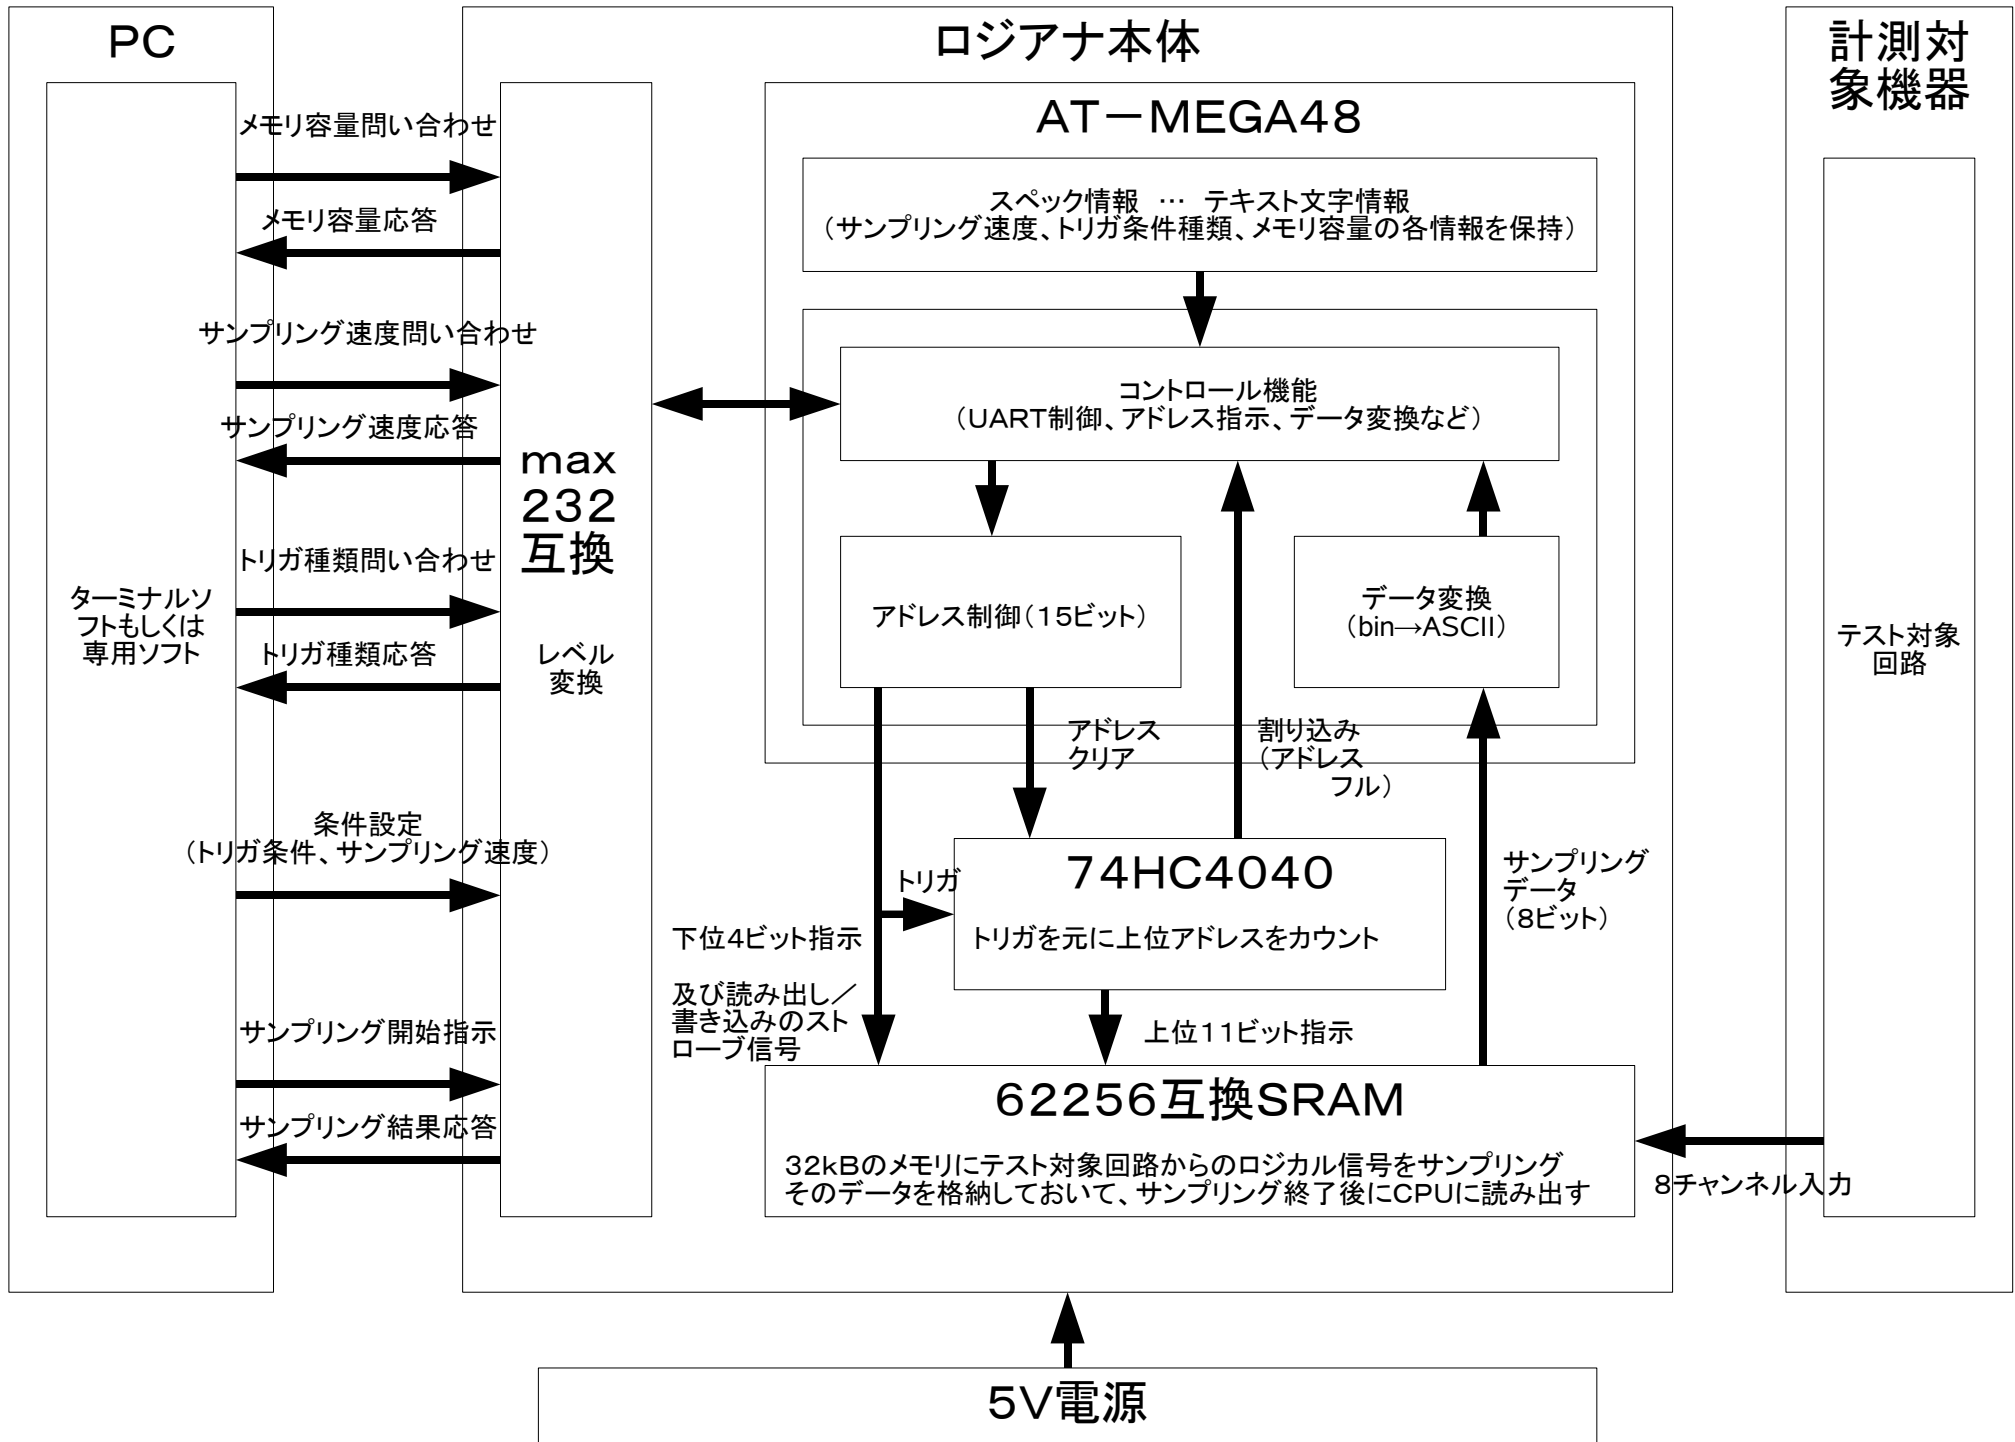 PC
ロジアナ本体
計測対
象機器
メモリ容量問い合わせ
メモリ容量応答
サンプリング速度問い合わせ
サンプリング速度応答
トリガ種類問い合わせ
トリガ種類応答
条件設定
（トリガ条件、サンプリング速度）
サンプリング開始指示
サンプリング結果応答
ターミナルソ
フトもしくは
専用ソフト
max
232
互換
レベル
変換
AT－MEGA48
スペック情報　…　テキスト文字情報
（サンプリング速度、トリガ条件種類、メモリ容量の各情報を保持）
コントロール機能
（UART制御、アドレス指示、データ変換など）
アドレス制御（15ビット）
データ変換
（bin→ASCII）
アドレス
クリア
割り込み
（アドレス
フル）
74HC4040
トリガを元に上位アドレスをカウント
トリガ
下位4ビット指示
及び読み出し／
書き込みのスト
ローブ信号
上位11ビット指示
サンプリング
データ
（8ビット）
62256互換SRAM
32kBのメモリにテスト対象回路からのロジカル信号をサンプリング
そのデータを格納しておいて、サンプリング終了後にCPUに読み出す
8チャンネル入力
テスト対象
回路
5V電源